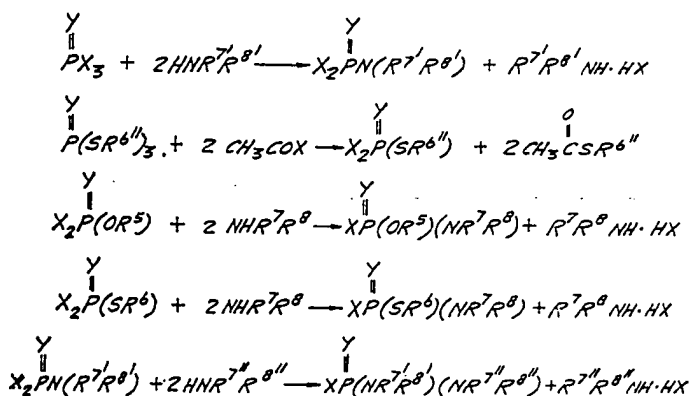 Y
PX₃ + 2HNR⁷'R⁸' → X₂PN(R⁷'R⁸') + R⁷'R⁸'NH·HX
Y
P(SR⁶'')₃ + 2 CH₃COX → X₂P(SR⁶'') + 2CH₃CSR⁶''
Y Y O
X₂P(OR⁵) + 2 NHR⁷R⁸ → XP(OR⁵)(NR⁷R⁸) + R⁷R⁸NH·HX
Y Y
X₂P(SR⁶) + 2NHR⁷R⁸ → XP(SR⁶)(NR⁷R⁸) + R⁷R⁸NH·HX
Y Y
X₂PN(R⁷'R⁸') + 2HNR⁷''R⁸'' → XP(NR⁷'R⁸')(NR⁷''R⁸'') + R⁷''R⁸''NH·HX
Y Y